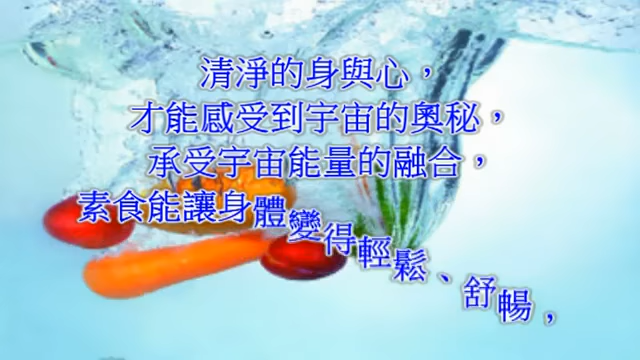 清淨的身與心，
才能感受到宇宙的奧秘，
承受宇宙能量的融合，
素食能讓身體變得輕鬆、舒暢，